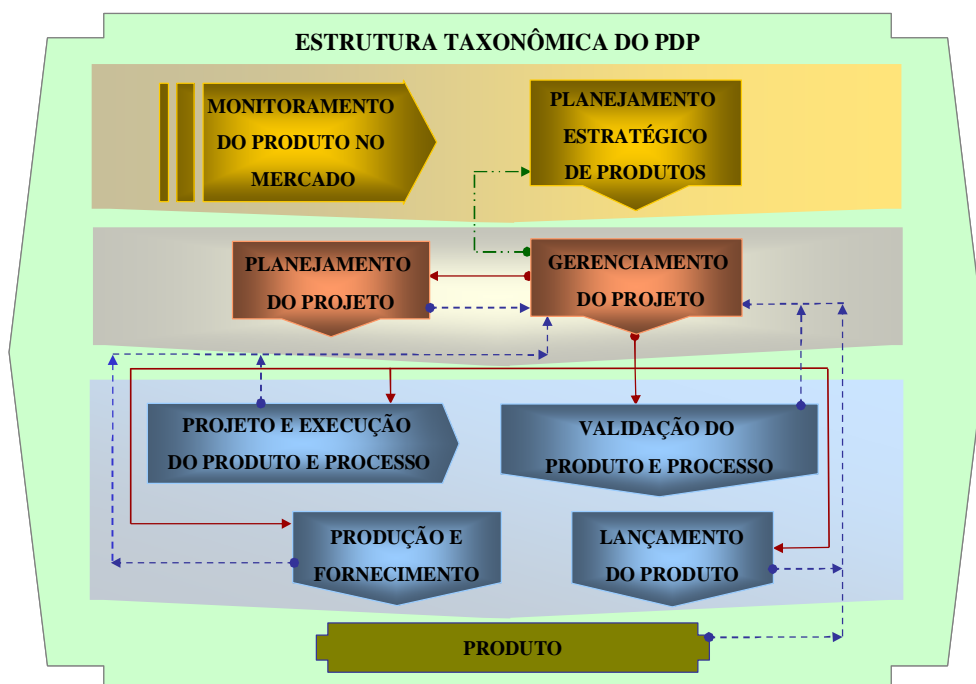 ESTRUTURA TAXONÔMICA DO PDP
MONITORAMENTO
DO PRODUTO NO
MERCADO
PLANEJAMENTO
ESTRATÉGICO
DE PRODUTOS
PLANEJAMENTO
DO PROJETO
GERENCIAMENTO
DO PROJETO
PROJETO E EXECUÇÃO
DO PRODUTO E PROCESSO
VALIDAÇÃO DO
PRODUTO E PROCESSO
PRODUÇÃO E
FORNECIMENTO
LANÇAMENTO
DO PRODUTO
PRODUTO